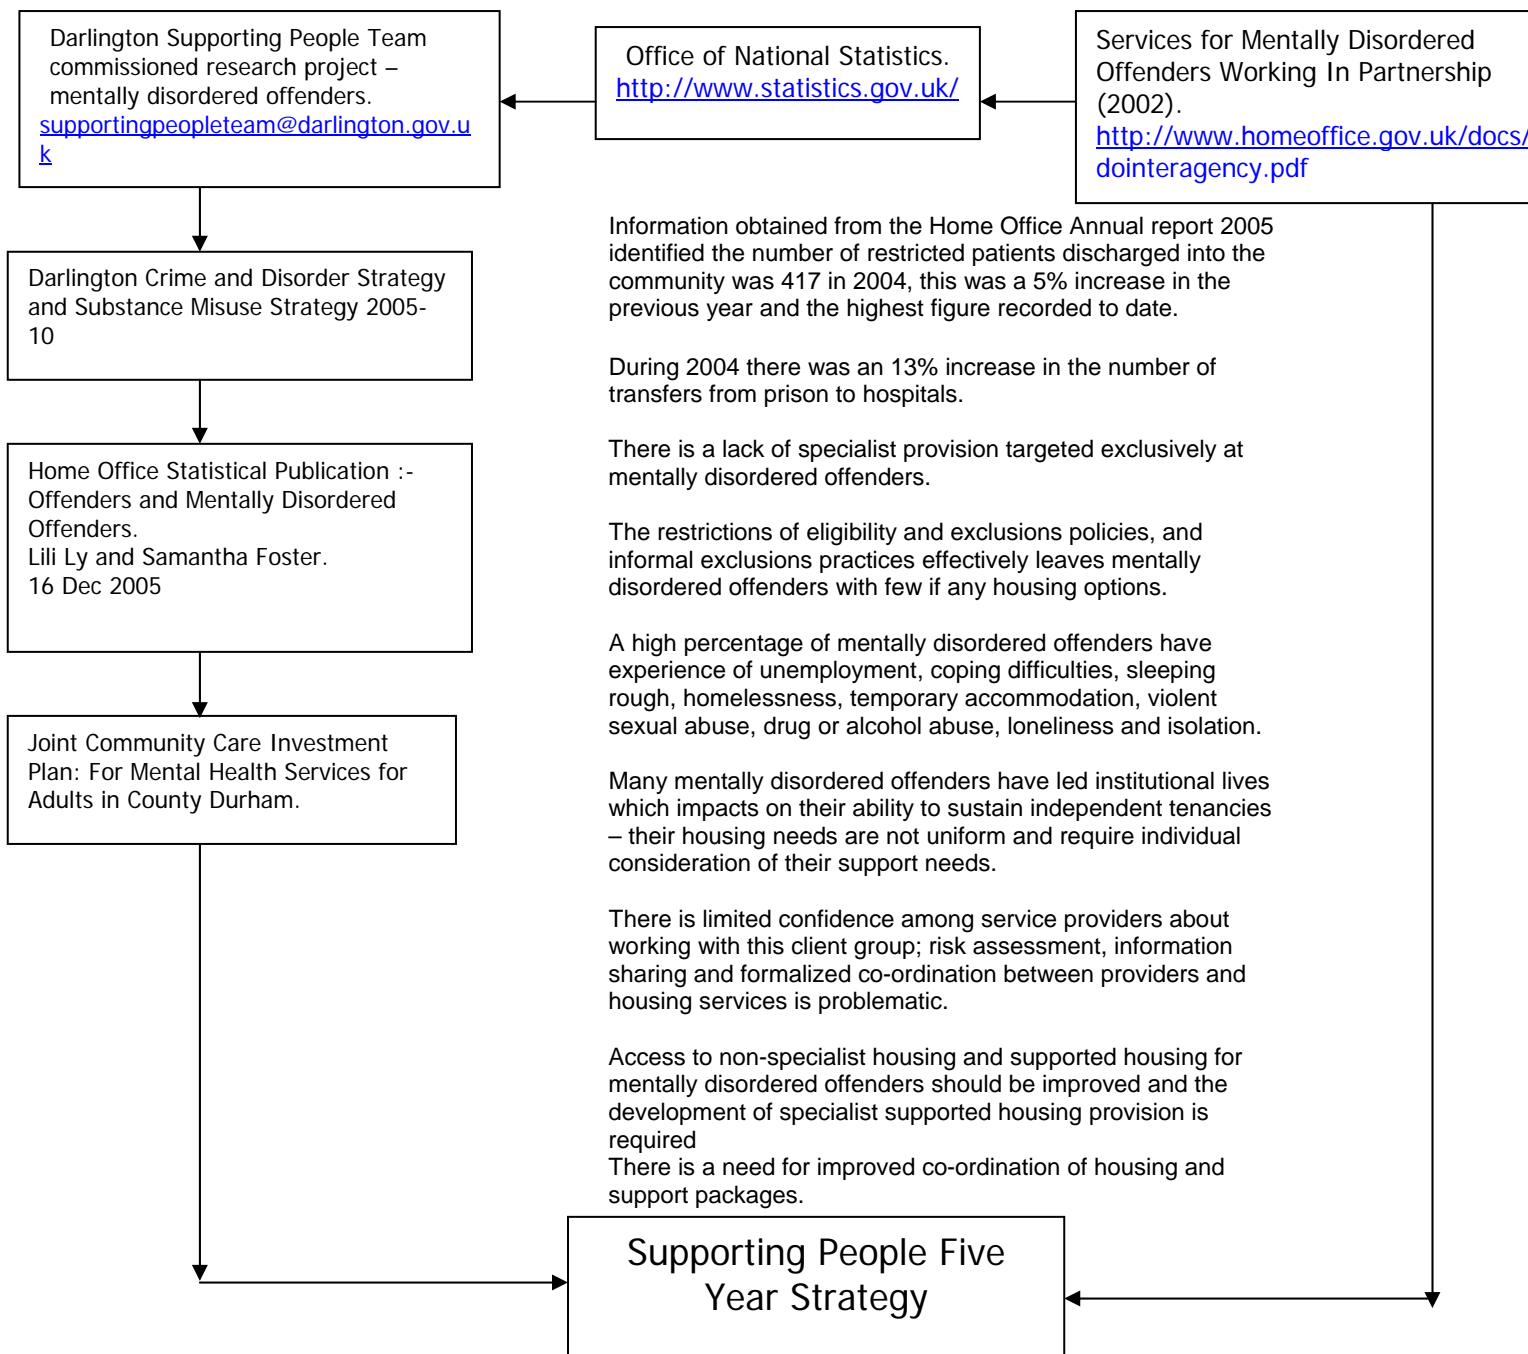 Darlington Supporting People Team
commissioned research project –
mentally disordered offenders.
supportingpeopleteam@darlington.gov.u
k
Office of National Statistics.
http://www.statistics.gov.uk/
Services for Mentally Disordered
Offenders Working In Partnership
(2002).
http://www.homeoffice.gov.uk/docs/
dointeragency.pdf
Darlington Crime and Disorder Strategy
and Substance Misuse Strategy 2005-
10
Home Office Statistical Publication :-
Offenders and Mentally Disordered
Offenders.
Lili Ly and Samantha Foster.
16 Dec 2005
Joint Community Care Investment
Plan: For Mental Health Services for
Adults in County Durham.
Information obtained from the Home Office Annual report 2005
identified the number of restricted patients discharged into the
community was 417 in 2004, this was a 5% increase in the
previous year and the highest figure recorded to date.
During 2004 there was an 13% increase in the number of
transfers from prison to hospitals.
There is a lack of specialist provision targeted exclusively at
mentally disordered offenders.
The restrictions of eligibility and exclusions policies, and
informal exclusions practices effectively leaves mentally
disordered offenders with few if any housing options.
A high percentage of mentally disordered offenders have
experience of unemployment, coping difficulties, sleeping
rough, homelessness, temporary accommodation, violent
sexual abuse, drug or alcohol abuse, loneliness and isolation.
Many mentally disordered offenders have led institutional lives
which impacts on their ability to sustain independent tenancies
– their housing needs are not uniform and require individual
consideration of their support needs.
There is limited confidence among service providers about
working with this client group; risk assessment, information
sharing and formalized co-ordination between providers and
housing services is problematic.
Access to non-specialist housing and supported housing for
mentally disordered offenders should be improved and the
development of specialist supported housing provision is
required
There is a need for improved co-ordination of housing and
support packages.
Supporting People Five
Year Strategy